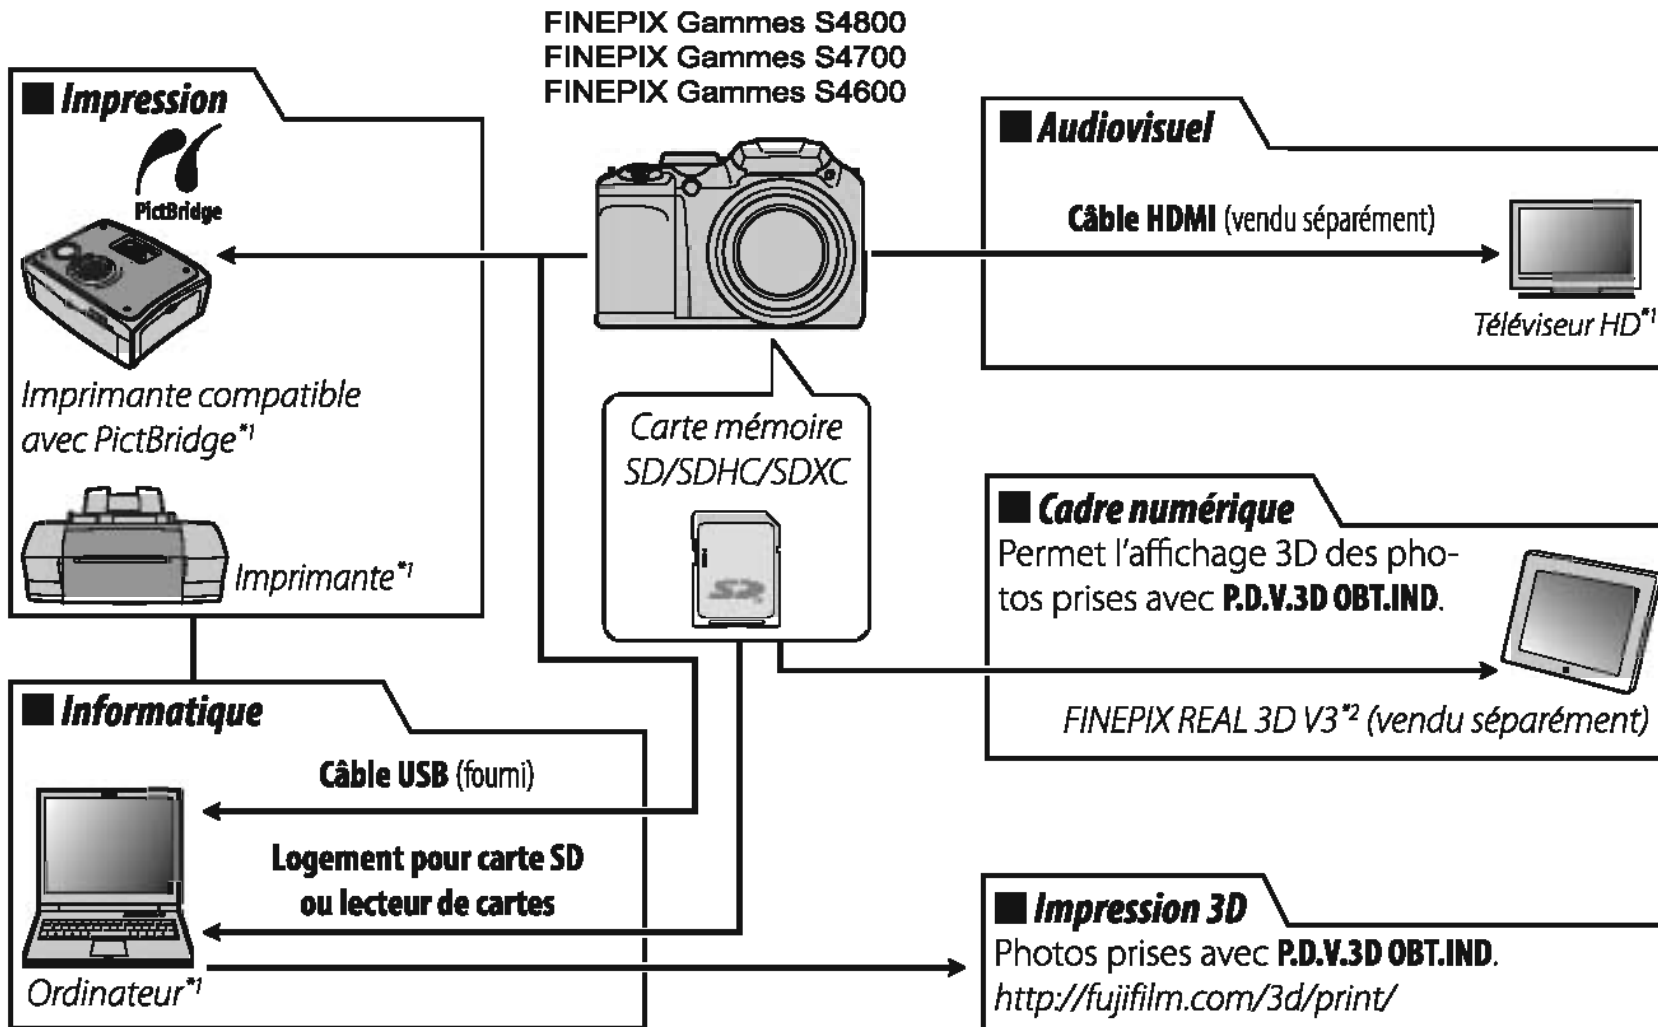 FINEPIX Gammes S4800
FINEPIX Gammes S4700
FINEPIX Gammes S4600
■ Impression
PictBridge
Imprimante compatible
avec PictBridge*1
Imprimante*1
■ Audiovisuel
Câble HDMI (vendu séparément)
Téléviseur HD*1
Carte mémoire
SD/SDHC/SDXC
SD
■ Cadre numérique
Permet l'affichage 3D des pho-
tos prises avec P.D.V.3D OBT.IND.
FINEPIX REAL 3D V3*2 (vendu séparément)
■ Informatique
Câble USB (fourni)
Logement pour carte SD
ou lecteur de cartes
Ordinateur*1
■ Impression 3D
Photos prises avec P.D.V.3D OBT.IND.
http://fujifilm.com/3d/print/